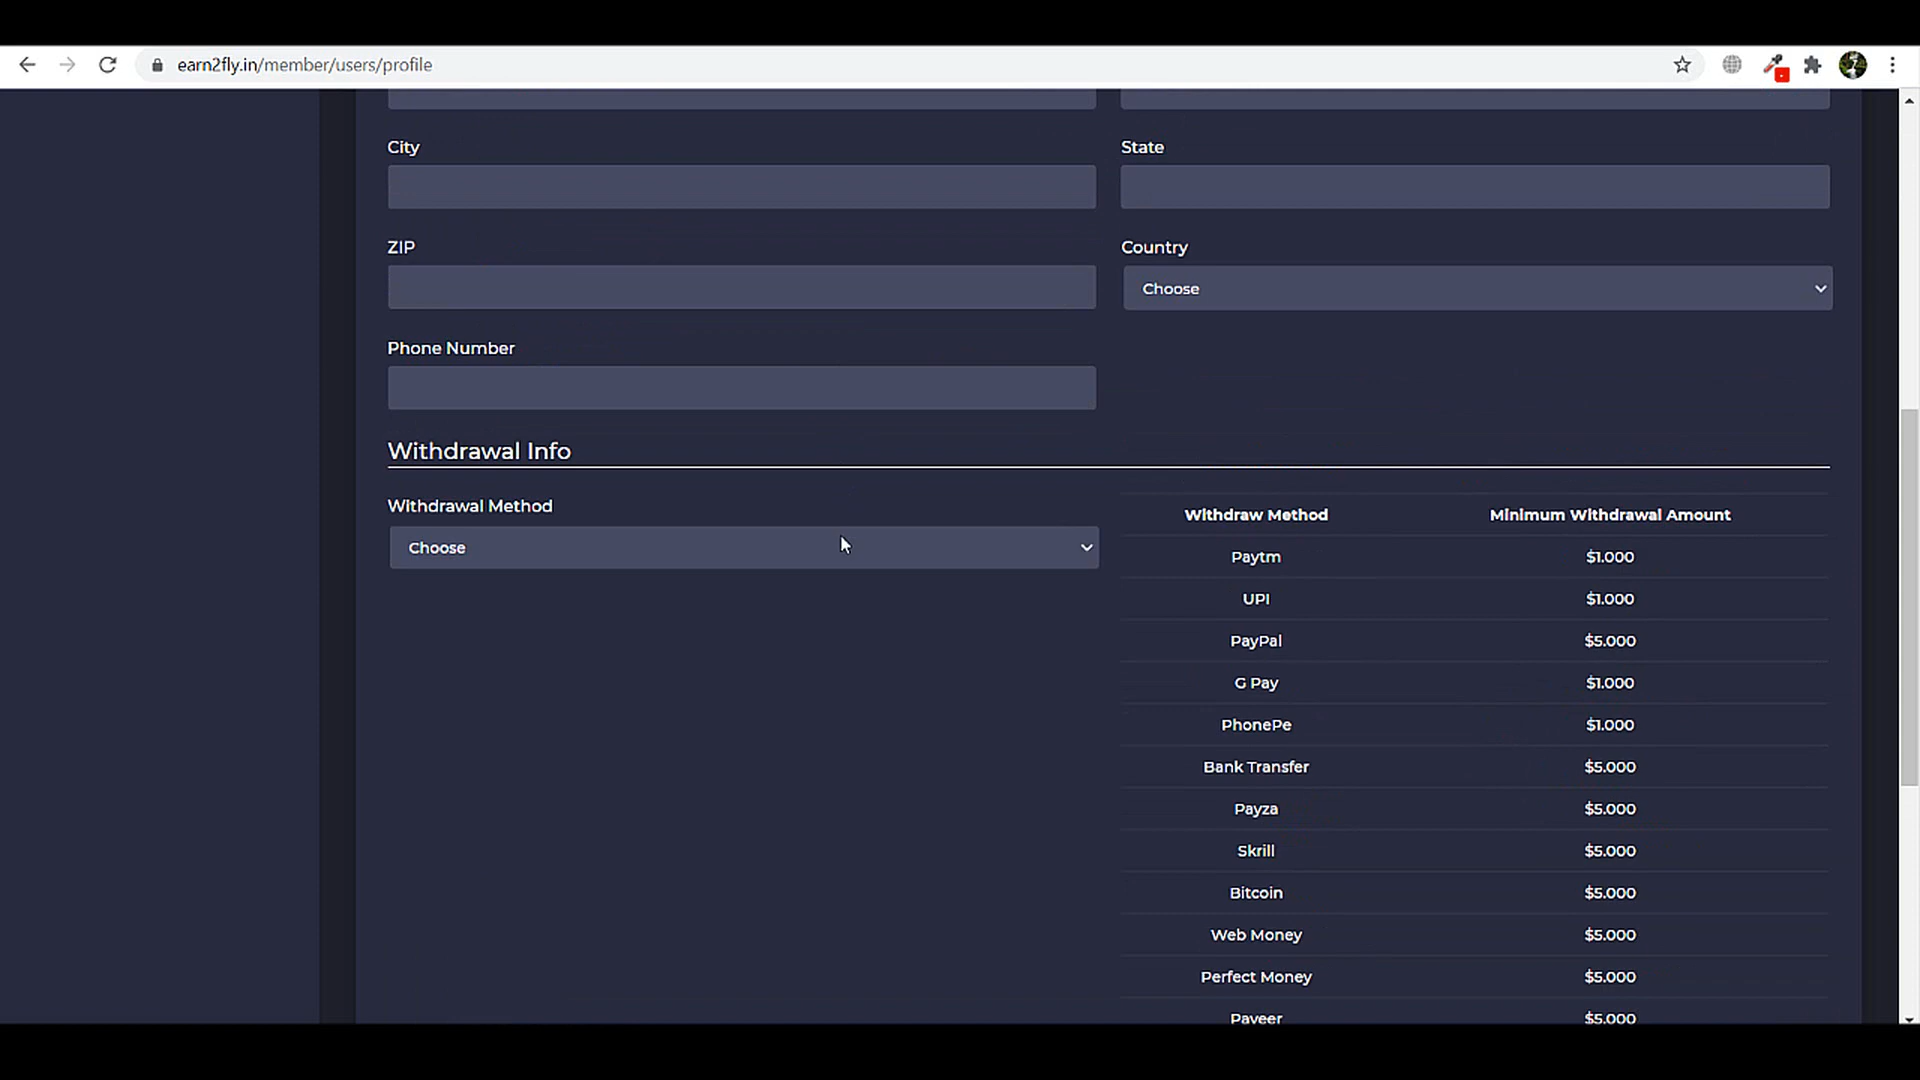 earn2fly.in/member/users/profile
City
State
ZIP
Country
Choose
Phone Number
Withdrawal Info
Withdrawal Method
Choose
Withdraw Method Minimum Withdrawal Amount
Paytm $1.000
UPI $1.000
PayPal $5.000
G Pay $1.000
PhonePe $1.000
Bank Transfer $5.000
Payza $5.000
Skrill $5.000
Bitcoin $5.000
Web Money $5.000
Perfect Money $5.000
Payeer $5.000